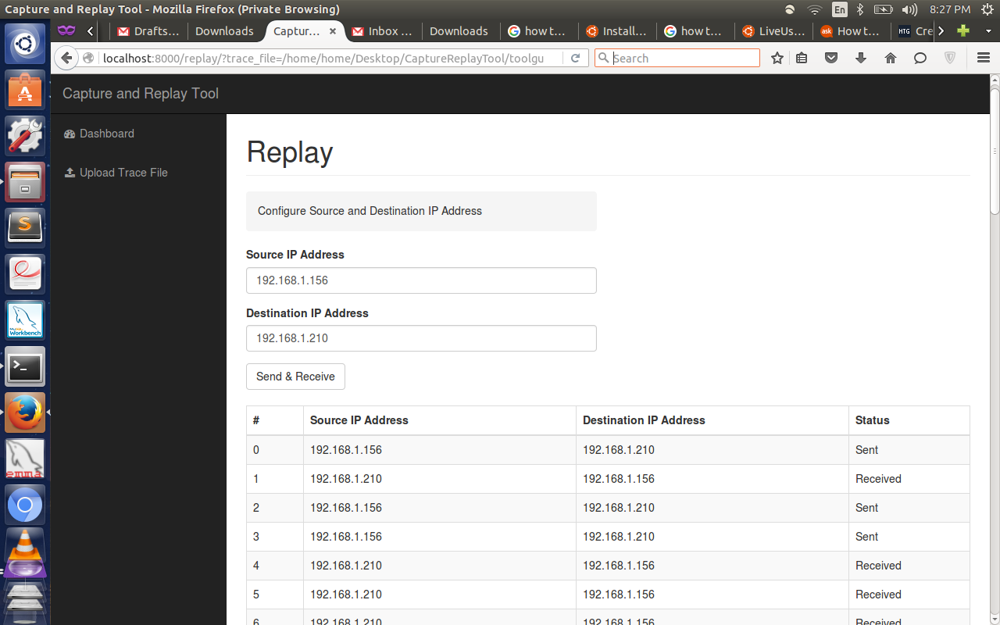 Capture and Replay Tool - Mozilla Firefox (Private Browsing)
En
8:27 PM
Drafts...
Downloads
Captur...
Inbox ...
Downloads
how t...
Install...
how t...
LiveUs...
ask
How t...
HTG
Cre
localhost:8000/replay/?trace_file=/home/home/Desktop/CaptureReplayTool/toolgu
Search
Capture and Replay Tool
Dashboard
Upload Trace File
Replay
Configure Source and Destination IP Address
Source IP Address
192.168.1.156
Destination IP Address
192.168.1.210
Send & Receive
# Source IP Address Destination IP Address Status
0 192.168.1.156 192.168.1.210 Sent
1 192.168.1.210 192.168.1.156 Received
2 192.168.1.156 192.168.1.210 Sent
3 192.168.1.156 192.168.1.210 Sent
4 192.168.1.210 192.168.1.156 Received
5 192.168.1.210 192.168.1.156 Received
6 192.168.1.210 192.168.1.156 Received
Workbench
emma